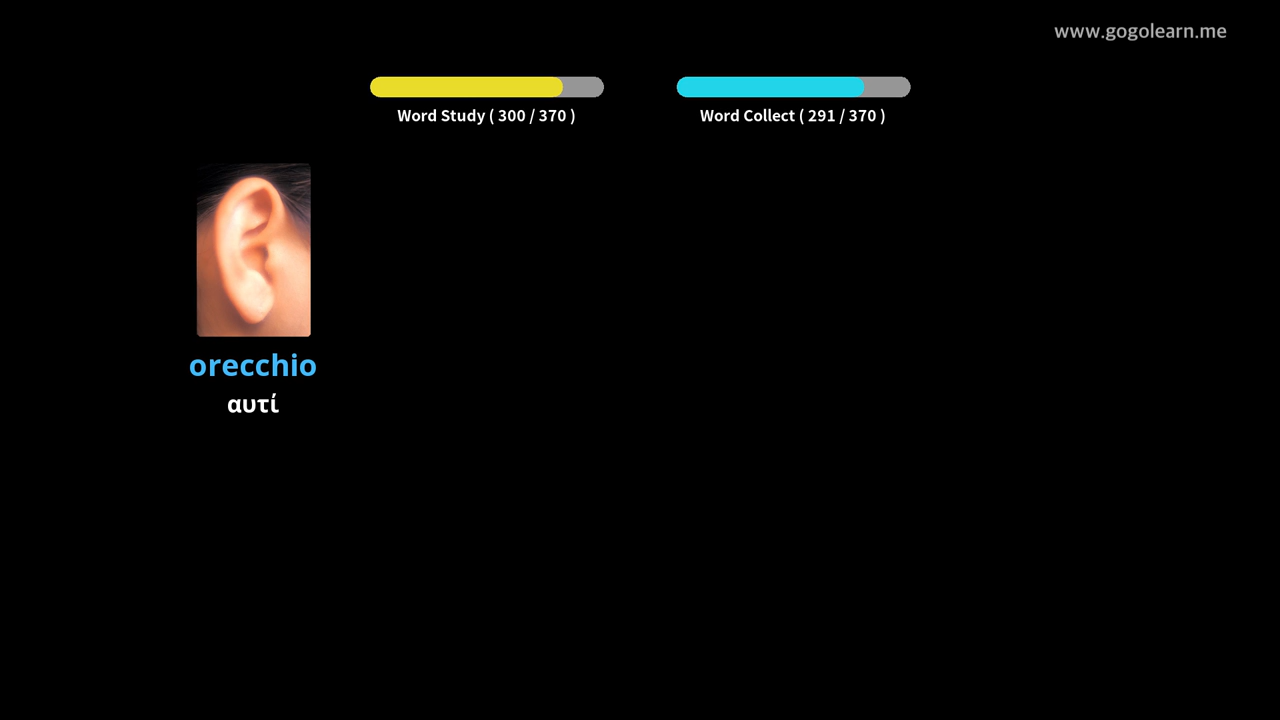 www.gogolearn.me
Word Study ( 300 / 370 )
Word Collect ( 291 / 370 )
orecchio
αυτί